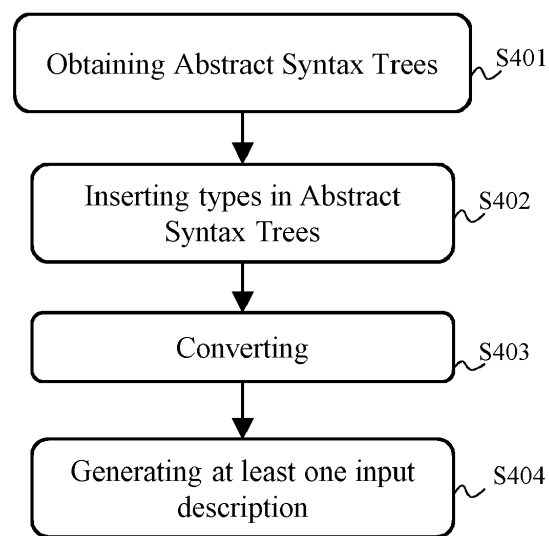 Obtaining Abstract Syntax Trees
S401
Inserting types in Abstract
Syntax Trees
S402
Converting
S403
Generating at least one input
description
S404